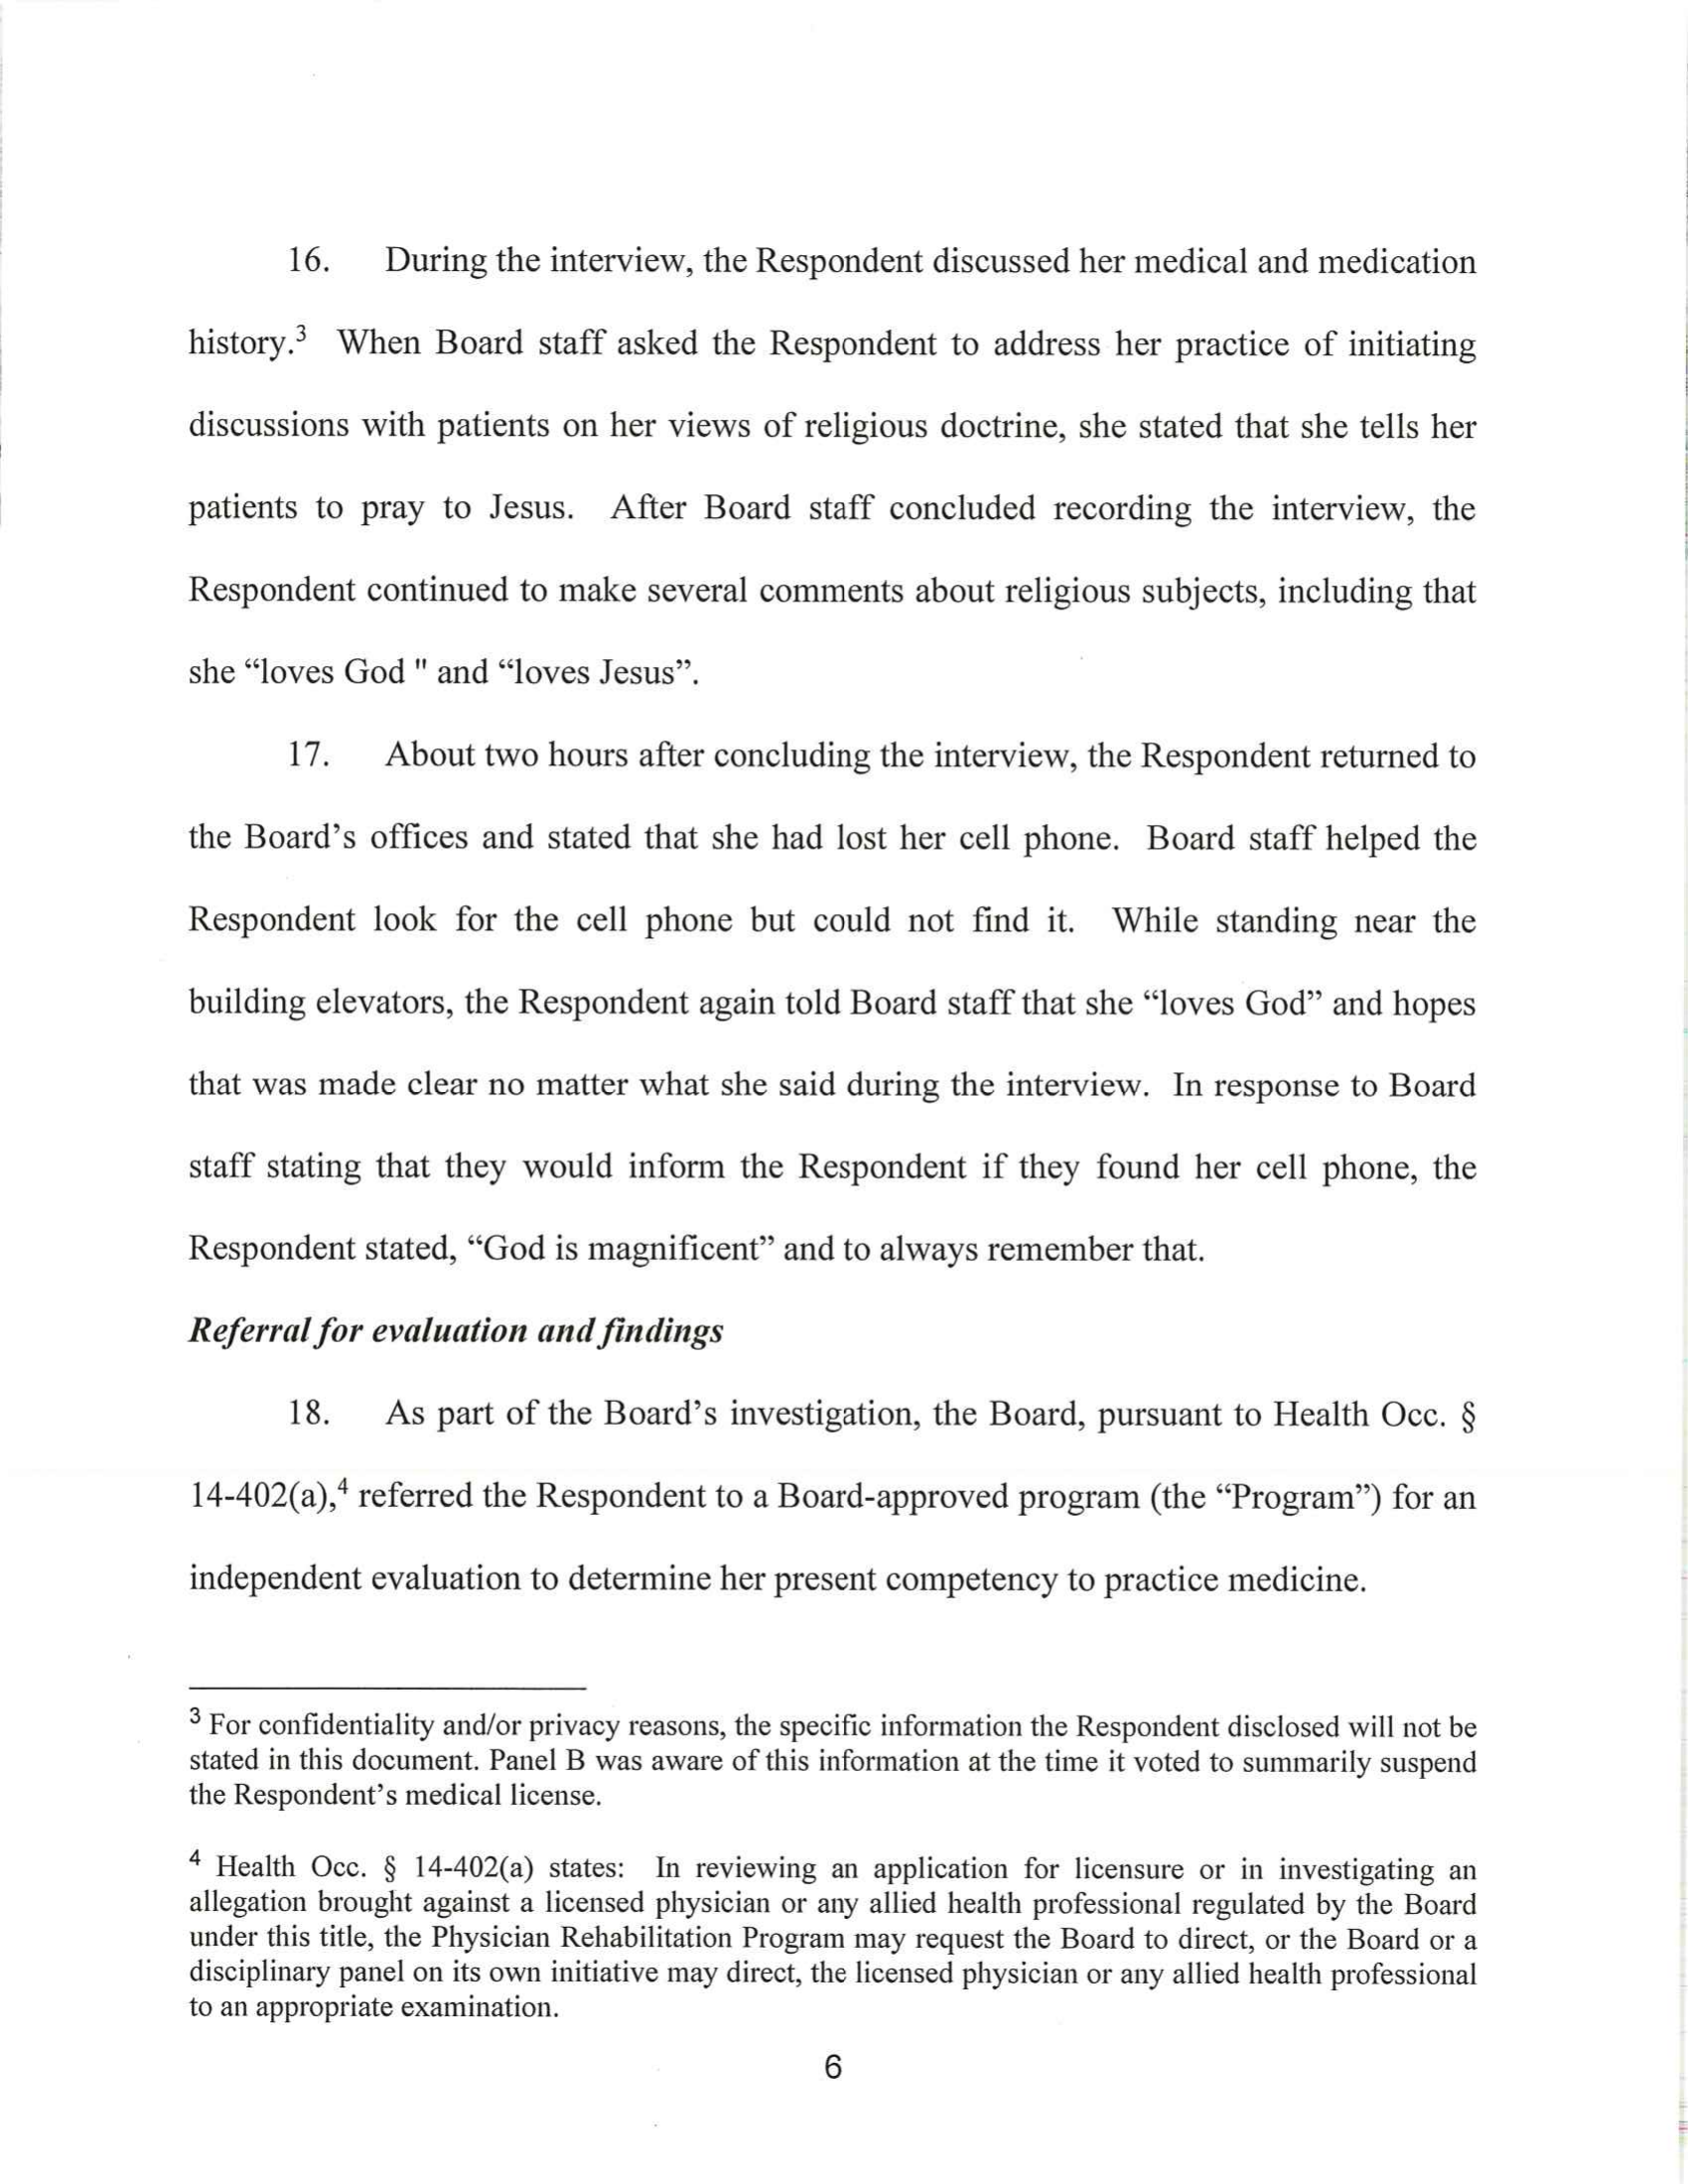 16. During the interview, the Respondent discussed her medical and medication
history.³ When Board staff asked the Respondent to address her practice of initiating
discussions with patients on her views of religious doctrine, she stated that she tells her
patients to pray to Jesus. After Board staff concluded recording the interview, the
Respondent continued to make several comments about religious subjects, including that
she “loves God " and “loves Jesus”.
17. About two hours after concluding the interview, the Respondent returned to
the Board’s offices and stated that she had lost her cell phone. Board staff helped the
Respondent look for the cell phone but could not find it. While standing near the
building elevators, the Respondent again told Board staff that she “loves God” and hopes
that was made clear no matter what she said during the interview. In response to Board
staff stating that they would inform the Respondent if they found her cell phone, the
Respondent stated, “God is magnificent” and to always remember that.
Referral for evaluation and findings
18. As part of the Board’s investigation, the Board, pursuant to Health Occ. §
14-402(a),⁴ referred the Respondent to a Board-approved program (the “Program”) for an
independent evaluation to determine her present competency to practice medicine.
³ For confidentiality and/or privacy reasons, the specific information the Respondent disclosed will not be
stated in this document. Panel B was aware of this information at the time it voted to summarily suspend
the Respondent’s medical license.
⁴ Health Occ. § 14-402(a) states: In reviewing an application for licensure or in investigating an
allegation brought against a licensed physician or any allied health professional regulated by the Board
under this title, the Physician Rehabilitation Program may request the Board to direct, or the Board or a
disciplinary panel on its own initiative may direct, the licensed physician or any allied health professional
to an appropriate examination.
6